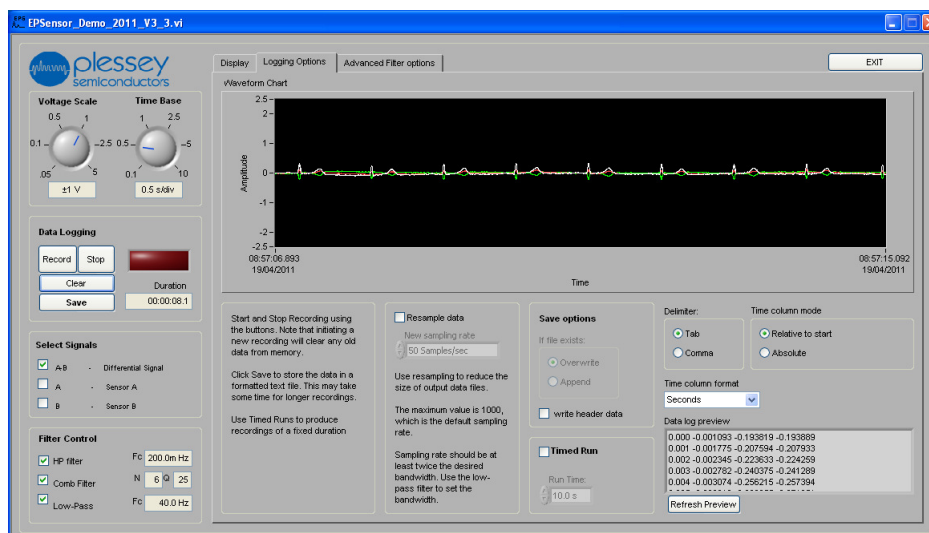 EPSensor_Demo_2011_V3_3.vi
plessey
semiconductors
Display
Logging Options
Advanced Filter options
EXIT
Voltage Scale
Time Base
0.5
1
0.1
2.5
.05
5
±1 V
1
2.5
0.5
5
0.1
10
0.5 s/div
Waveform Chart
Amplitude
2.5
2
1
0
-1
-2
-2.5
08:57:06.893
19/04/2011
08:57:15.092
19/04/2011
Time
Data Logging
Record
Stop
Clear
Save
Duration
00:00:08.1
Select Signals
A-B - Differential Signal
A - Sensor A
B - Sensor B
Filter Control
HP filter
Fc 200.0m Hz
Comb Filter
N 6 Q 25
Low-Pass
Fc 40.0 Hz
Start and Stop Recording using
the buttons. Note that initiating a
new recording will clear any old
data from memory.
Click Save to store the data in a
formatted text file. This may take
some time for longer recordings.
Use Timed Runs to produce
recordings of a fixed duration
Resample data
New sampling rate
50 Samples/sec
Use resampling to reduce the
size of output data files.
The maximum value is 1000,
which is the default sampling
rate.
Sampling rate should be at
least twice the desired
bandwidth. Use the low-
pass filter to set the
bandwidth.
Save options
If file exists:
Overwrite
Append
write header data
Timed Run
Run Time:
10.0 s
Delimiter:
Tab
Comma
Time column mode
Relative to start
Absolute
Time column format
Seconds
Data log preview
0.000 -0.001093 -0.193819 -0.193889
0.001 -0.001775 -0.207594 -0.207933
0.002 -0.002345 -0.223633 -0.224259
0.003 -0.002782 -0.240375 -0.241289
0.004 -0.003074 -0.256215 -0.257394
Refresh Preview